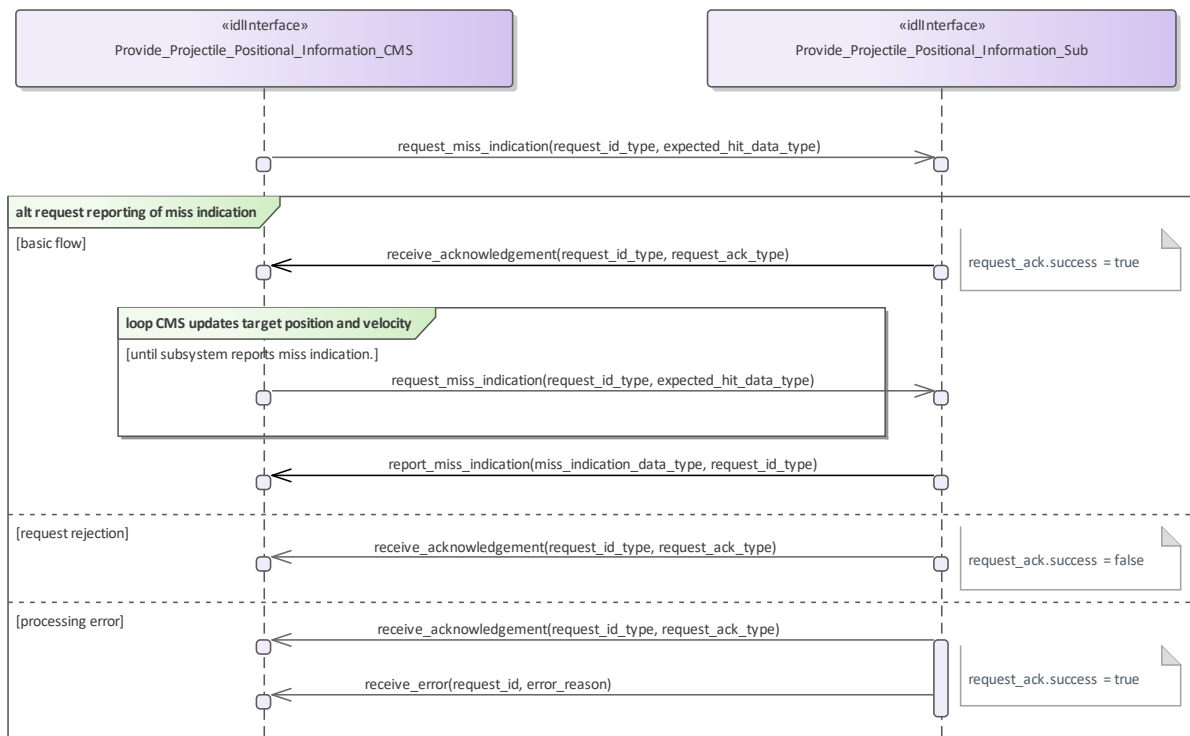 «idlInterface»
Provide_Projectile_Positional_Information_CMS
«idlInterface»
Provide_Projectile_Positional_Information_Sub
request_miss_indication(request_id_type, expected_hit_data_type)
alt request reporting of miss indication
[basic flow]
receive_acknowledgement(request_id_type, request_ack_type)
request_ack.success = true
loop CMS updates target position and velocity
[until subsystem reports miss indication.]
request_miss_indication(request_id_type, expected_hit_data_type)
report_miss_indication(miss_indication_data_type, request_id_type)
[request rejection]
receive_acknowledgement(request_id_type, request_ack_type)
request_ack.success = false
[processing error]
receive_acknowledgement(request_id_type, request_ack_type)
request_ack.success = true
receive_error(request_id, error_reason)